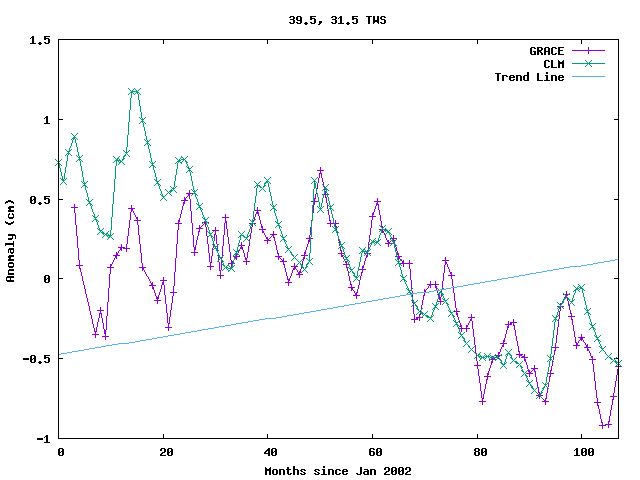 39.5, 31.5 TWS
1.5
1
0.5
0
-0.5
-1
Anomaly (cm)
GRACE
CLM
Trend Line
0 20 40 60 80 100
Months since Jan 2002